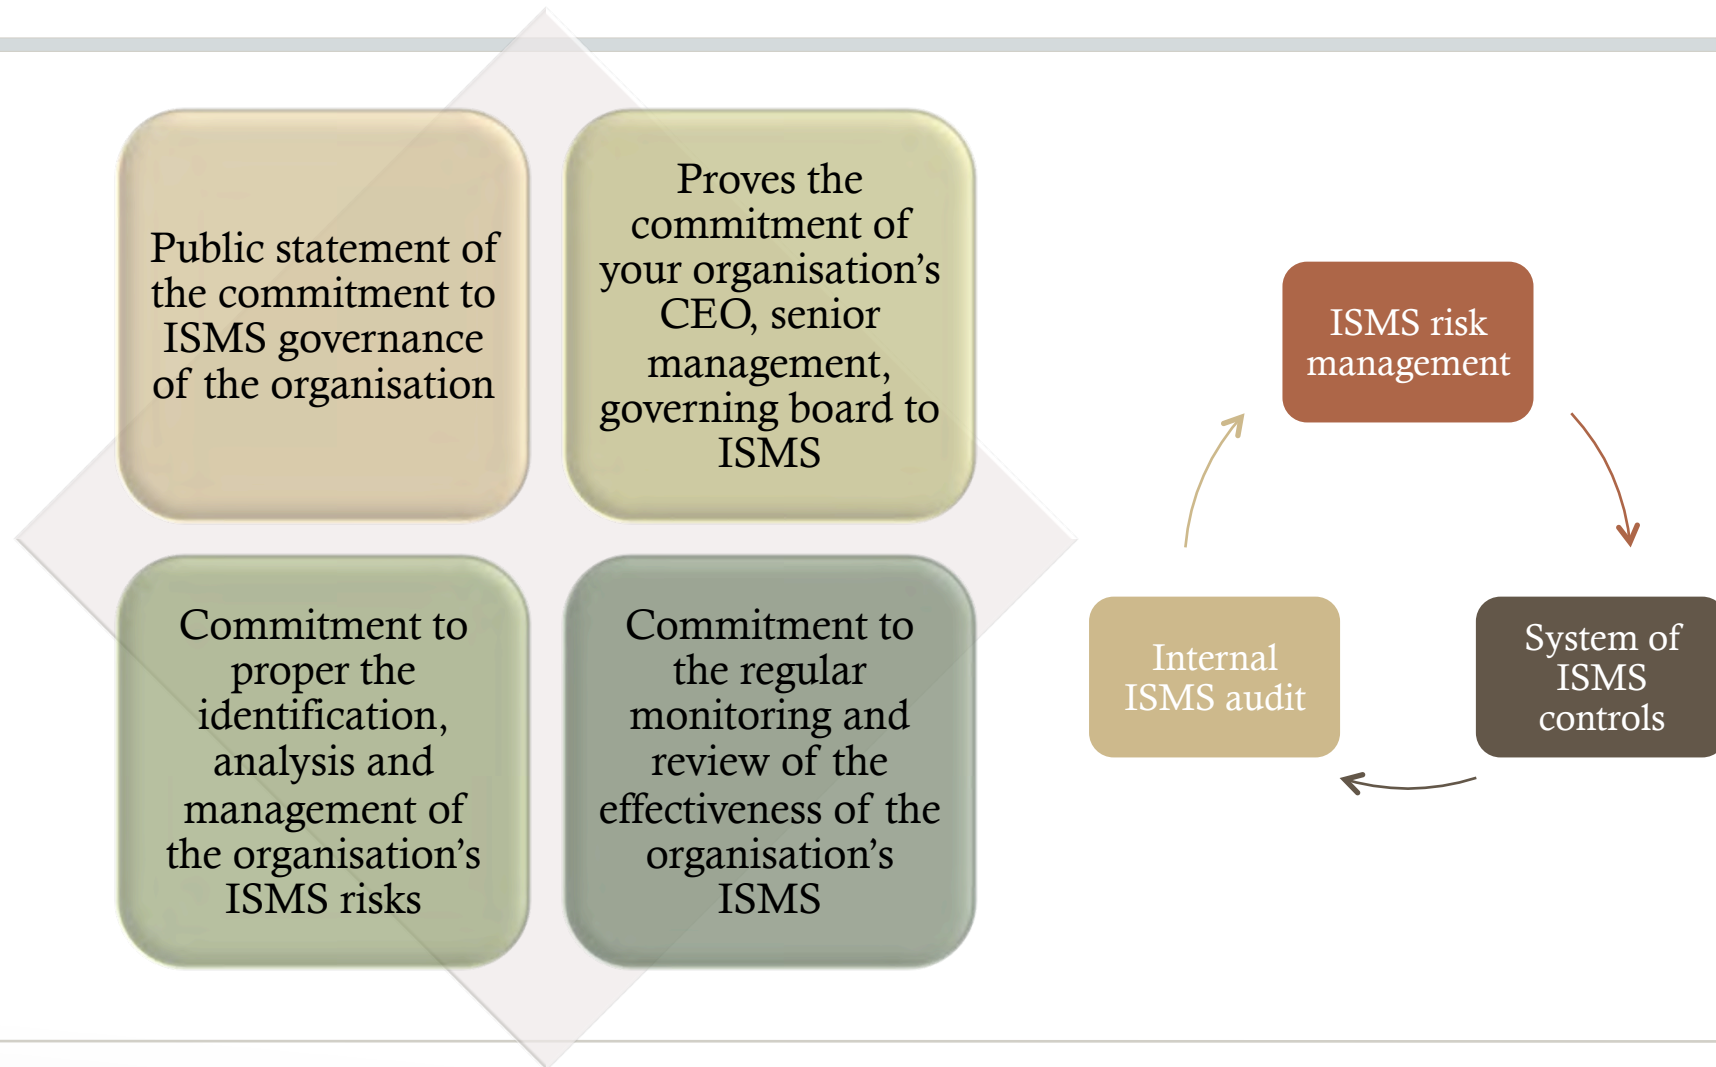 Public statement of
the commitment to
ISMS governance
of the organisation
Proves the
commitment of
your organisation’s
CEO, senior
management,
governing board to
ISMS
Commitment to
proper the
identification,
analysis and
management of
the organisation’s
ISMS risks
Commitment to
the regular
monitoring and
review of the
effectiveness of the
organisation’s
ISMS
ISMS risk
management
System of
ISMS
controls
Internal
ISMS audit